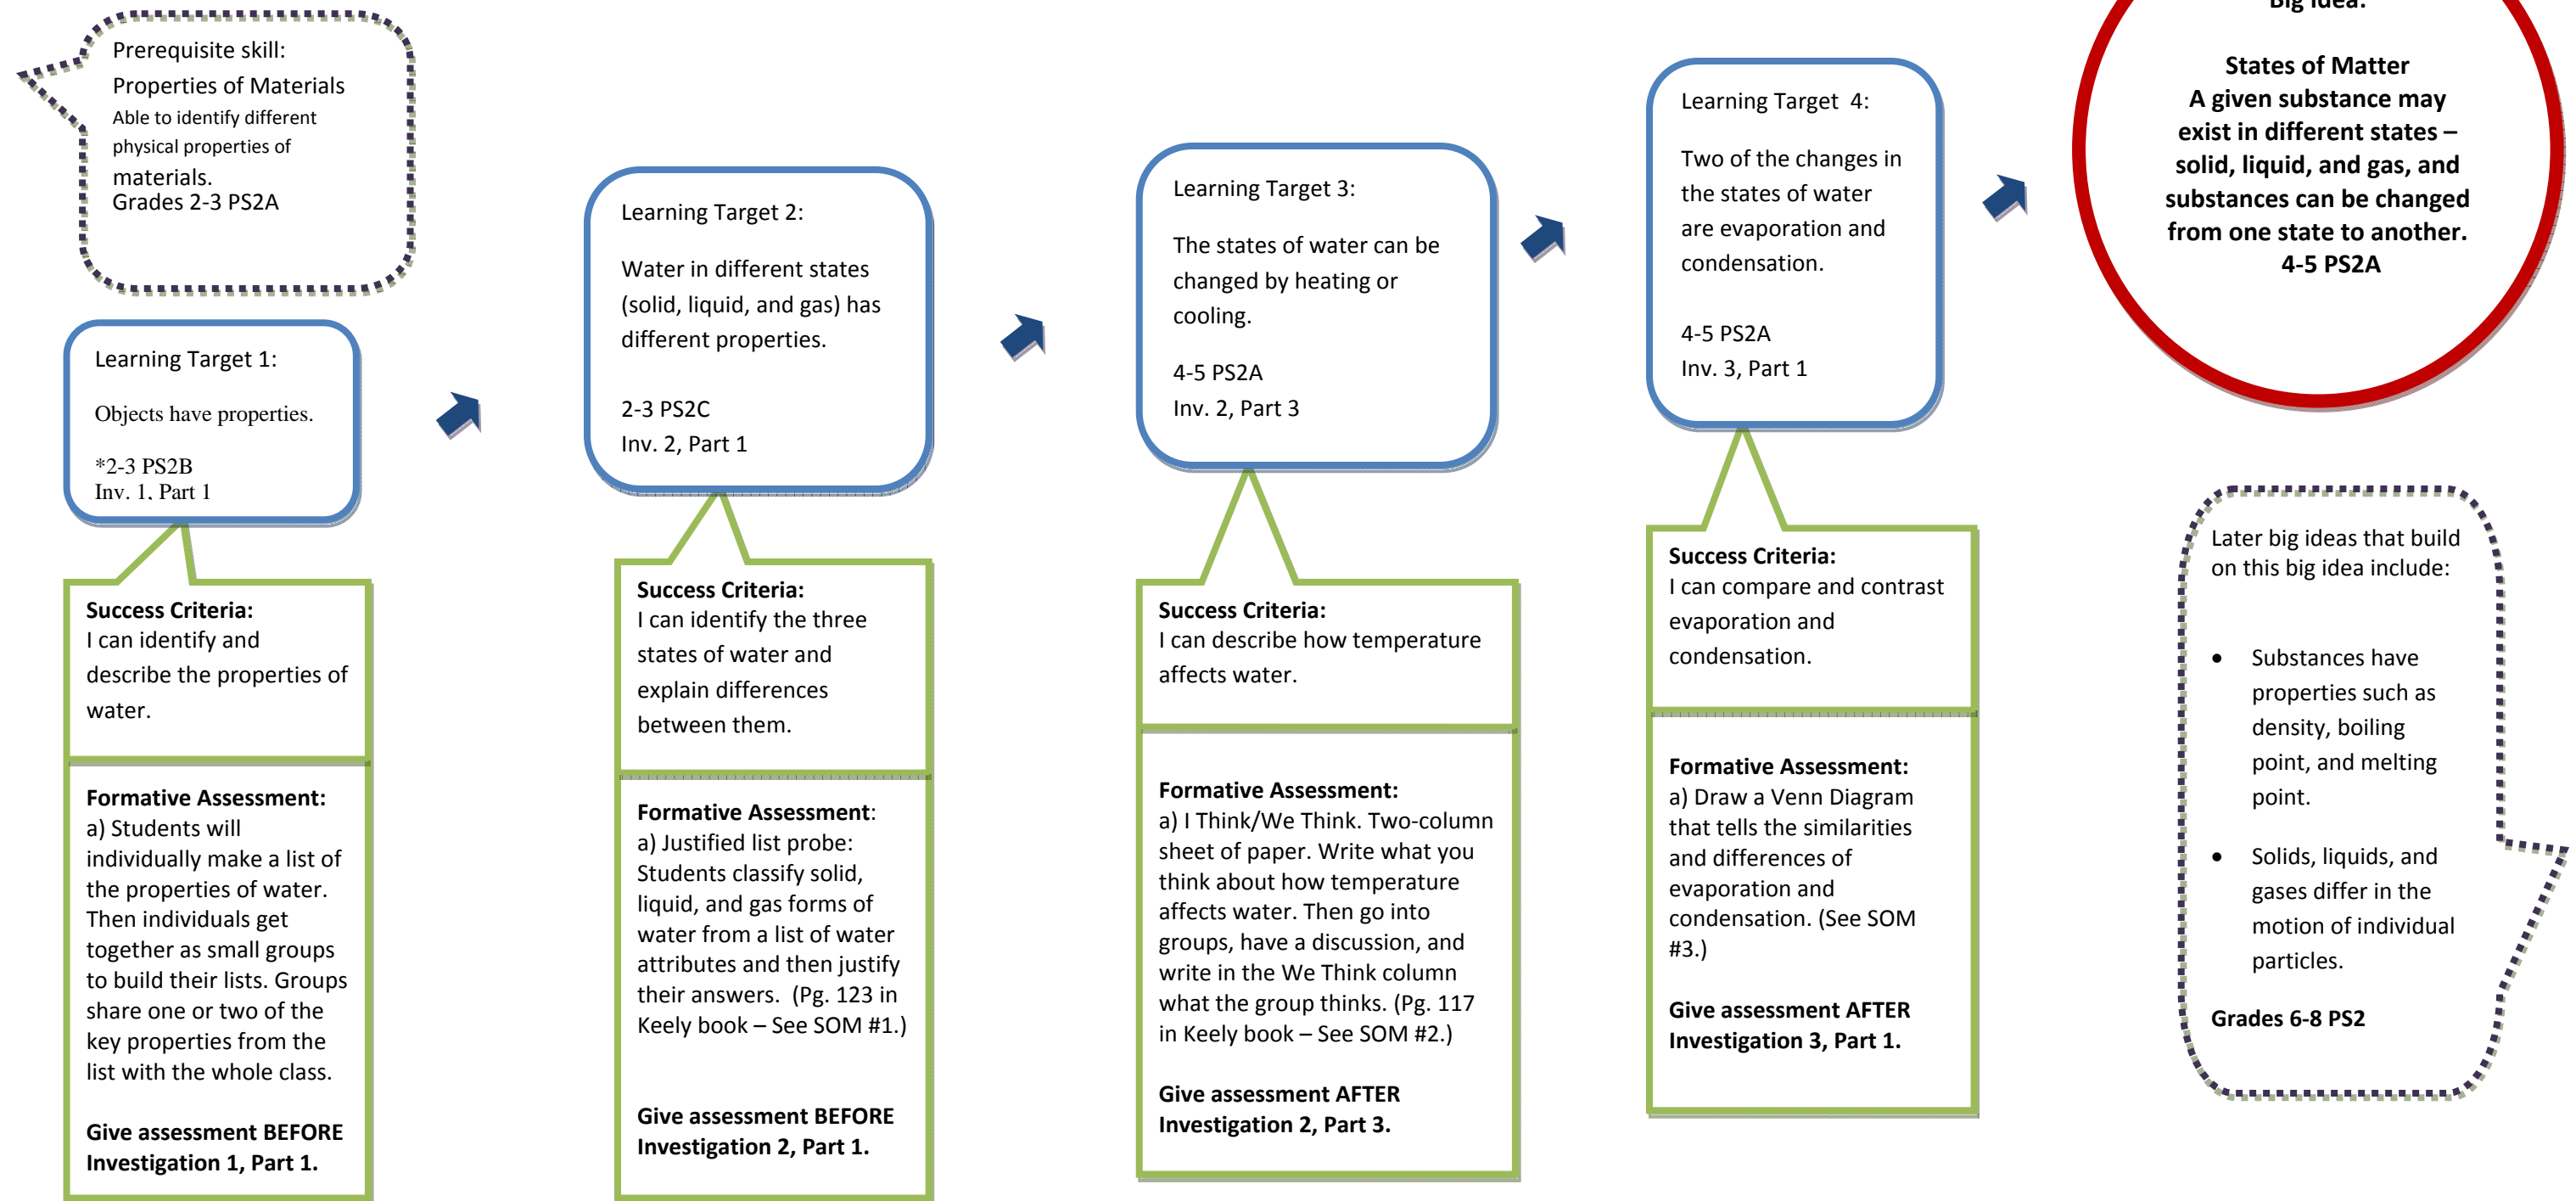 Prerequisite skill:
Properties of Materials
Able to identify different
physical properties of
materials.
Grades 2-3 PS2A
Learning Target 1:
Objects have properties.
*2-3 PS2B
Inv. 1, Part 1
Success Criteria:
I can identify and
describe the properties of
water.
Formative Assessment:
a) Students will
individually make a list of
the properties of water.
Then individuals get
together as small groups
to build their lists. Groups
share one or two of the
key properties from the
list with the whole class.
Give assessment BEFORE
Investigation 1, Part 1.
Learning Target 2:
Water in different states
(solid, liquid, and gas) has
different properties.
2-3 PS2C
Inv. 2, Part 1
Success Criteria:
I can identify the three
states of water and
explain differences
between them.
Formative Assessment:
a) Justified list probe:
Students classify solid,
liquid, and gas forms of
water from a list of water
attributes and then justify
their answers.  (Pg. 123 in
Keely book – See SOM #1.)
Give assessment BEFORE
Investigation 2, Part 1.
Learning Target 3:
The states of water can be
changed by heating or
cooling.
4-5 PS2A
Inv. 2, Part 3
Success Criteria:
I can describe how temperature
affects water.
Formative Assessment:
a) I Think/We Think. Two-column
sheet of paper. Write what you
think about how temperature
affects water. Then go into
groups, have a discussion, and
write in the We Think column
what the group thinks. (Pg. 117
in Keely book – See SOM #2.)
Give assessment AFTER
Investigation 2, Part 3.
Learning Target  4:
Two of the changes in
the states of water
are evaporation and
condensation.
4-5 PS2A
Inv. 3, Part 1
Success Criteria:
I can compare and contrast
evaporation and
condensation.
Formative Assessment:
a) Draw a Venn Diagram
that tells the similarities
and differences of
evaporation and
condensation. (See SOM
#3.)
Give assessment AFTER
Investigation 3, Part 1.
Big Idea:
States of Matter
A given substance may
exist in different states –
solid, liquid, and gas, and
substances can be changed
from one state to another.
4-5 PS2A
Later big ideas that build
on this big idea include:
• Substances have
properties such as
density, boiling
point, and melting
point.
• Solids, liquids, and
gases differ in the
motion of individual
particles.
Grades 6-8 PS2